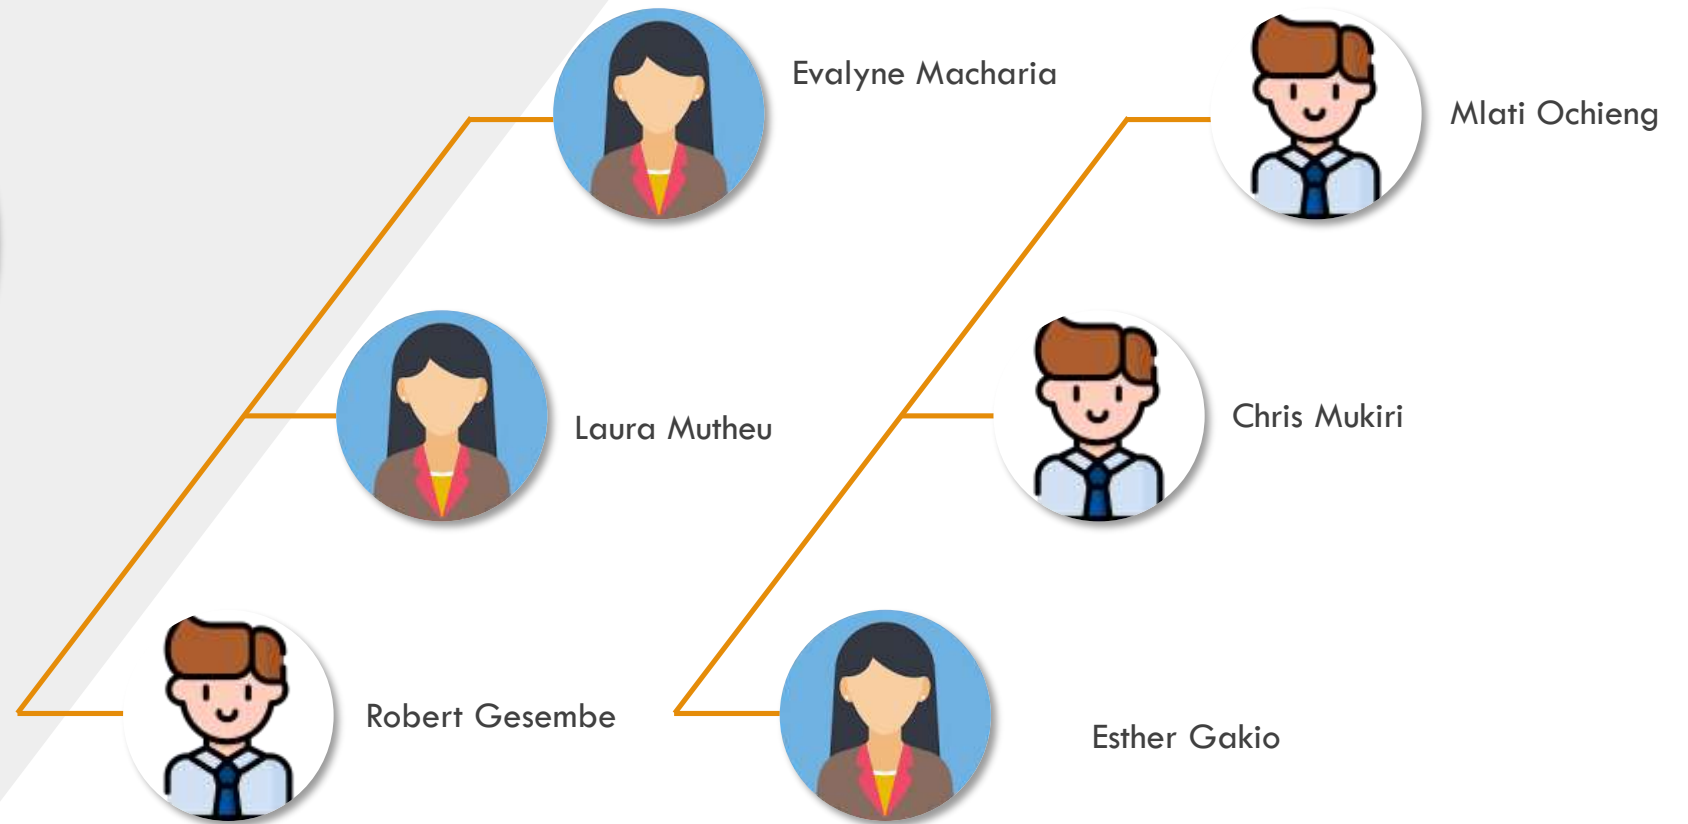 Evalyne Macharia
Mlati Ochieng
Laura Mutheu
Chris Mukiri
Robert Gesembe
Esther Gakio